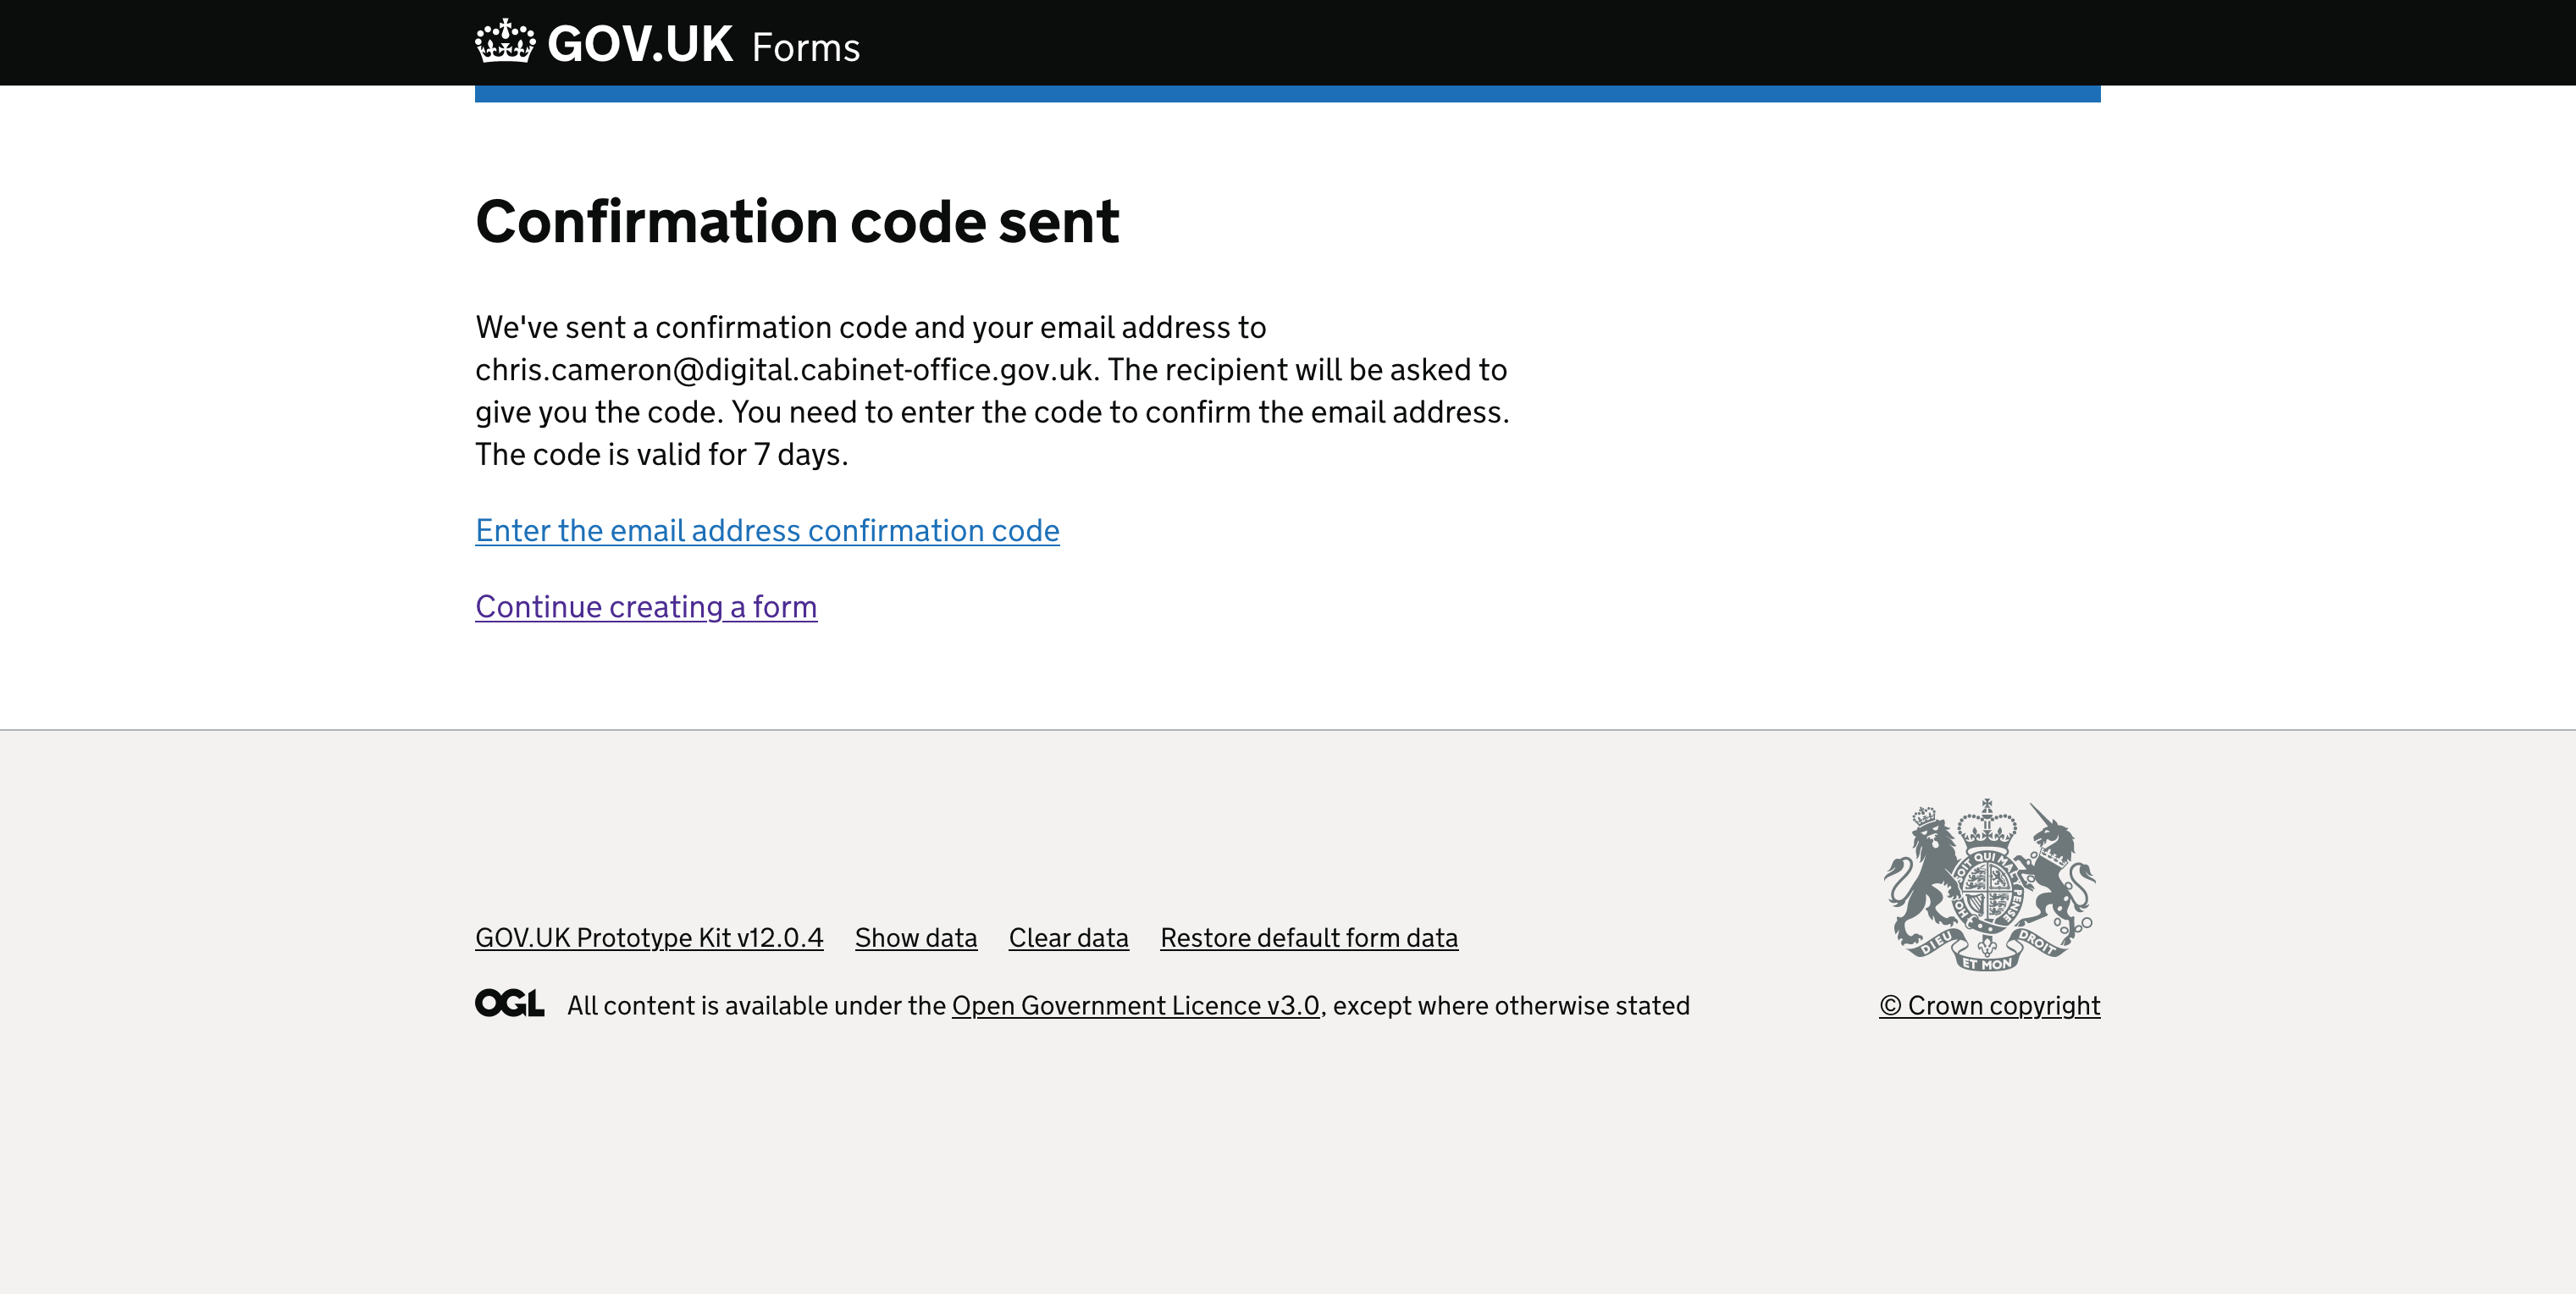 GOV.UK Forms
Confirmation code sent
We've sent a confirmation code and your email address to
chris.cameron@digital.cabinet-office.gov.uk. The recipient will be asked to
give you the code. You need to enter the code to confirm the email address.
The code is valid for 7 days.
Enter the email address confirmation code
Continue creating a form
GOV.UK Prototype Kit v12.0.4 Show data Clear data Restore default form data
OGL All content is available under the Open Government Licence v3.0, except where otherwise stated
DIEU ET MON DROIT
© Crown copyright